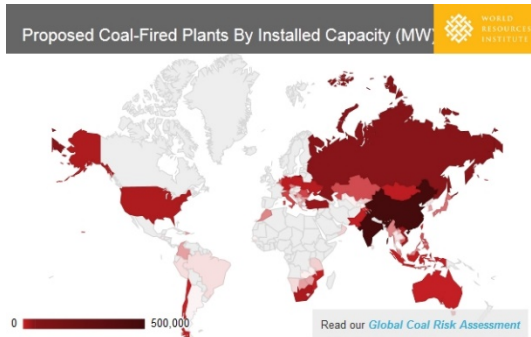 Proposed Coal-Fired Plants By Installed Capacity (MW)
WORLD
RESOURCES
INSTITUTE
0
500,000
Read our Global Coal Risk Assessment